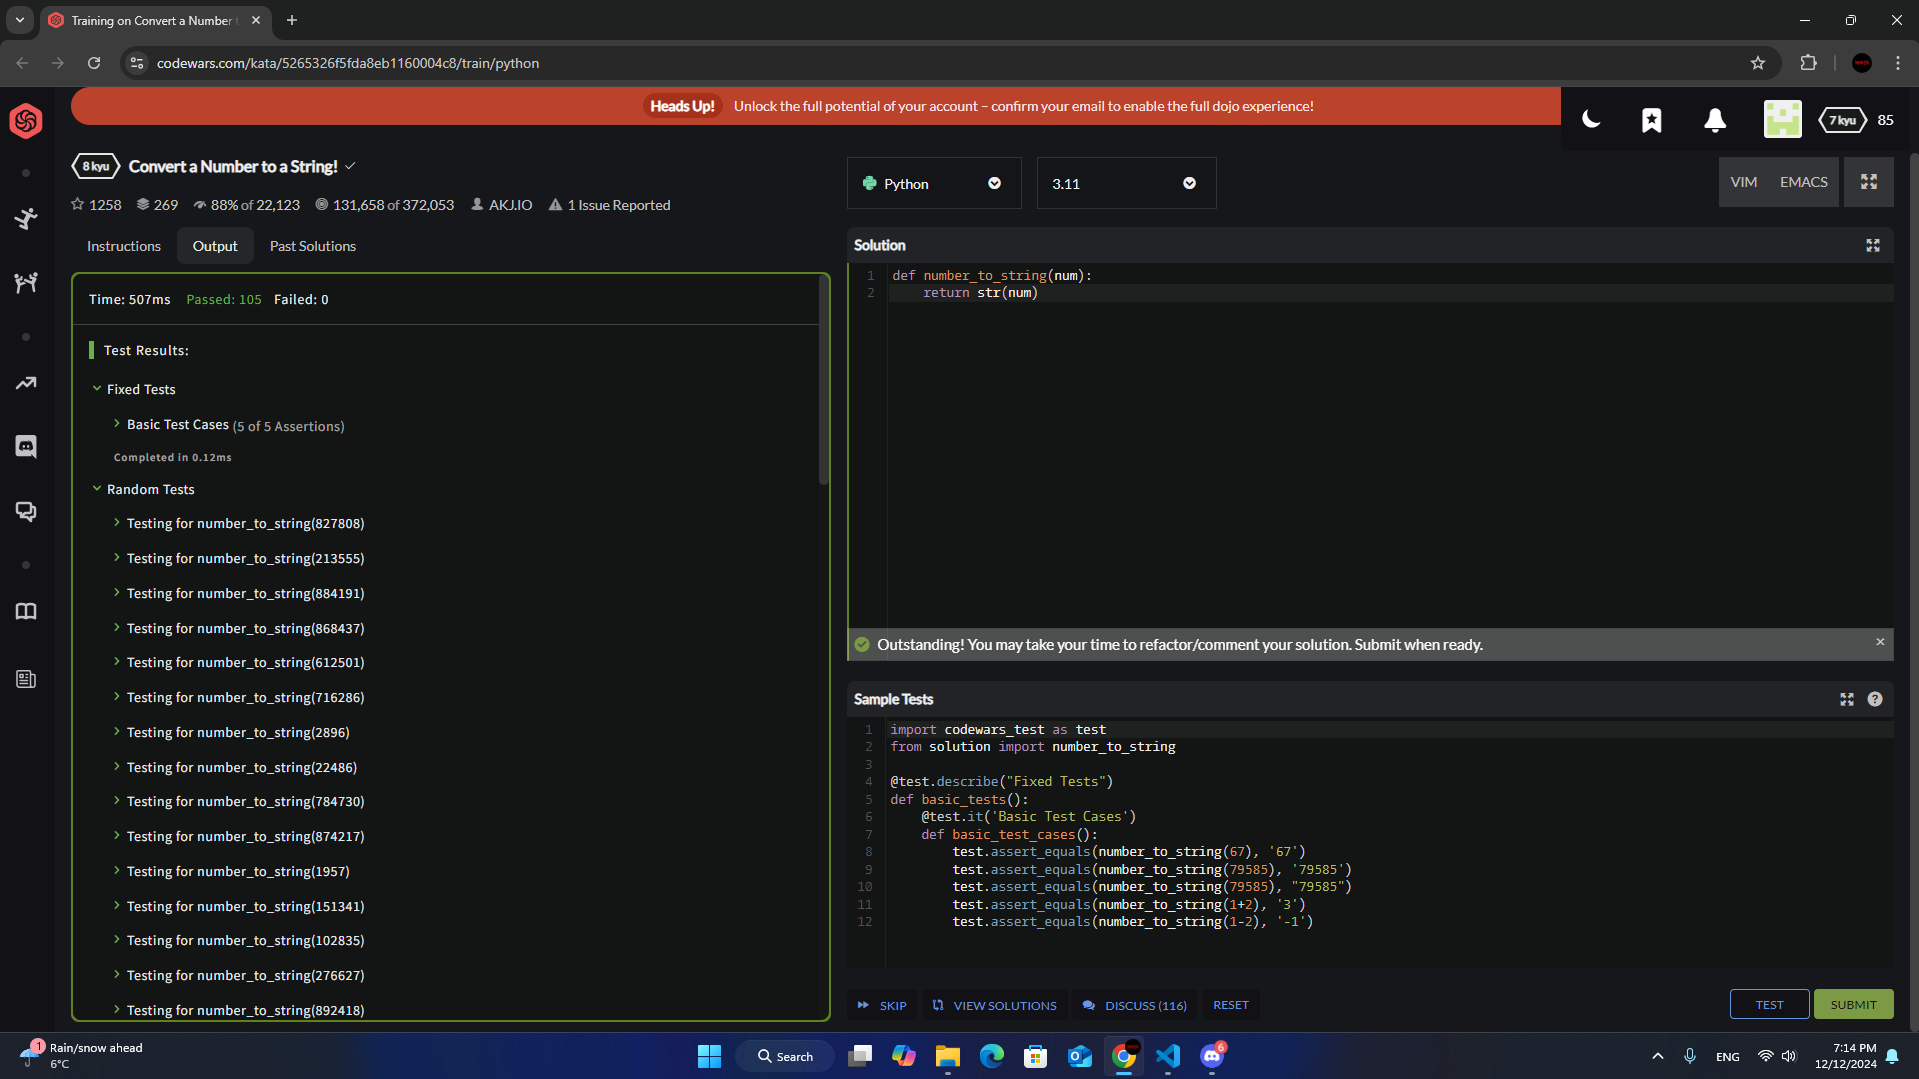 Training on Convert a Number t
codewars.com/kata/5265326f5fda8eb1160004c8/train/python
Heads Up! Unlock the full potential of your account – confirm your email to enable the full dojo experience!
7 kyu 85
8 kyu Convert a Number to a String!
1258 269 88% of 22,123 131,658 of 372,053 AKJ.IO 1 Issue Reported
Instructions Output Past Solutions
Time: 507ms Passed: 105 Failed: 0
Test Results:
Fixed Tests
Basic Test Cases (5 of 5 Assertions)
Completed in 0.12ms
Random Tests
Testing for number_to_string(827808)
Testing for number_to_string(213555)
Testing for number_to_string(884191)
Testing for number_to_string(868437)
Testing for number_to_string(612501)
Testing for number_to_string(716286)
Testing for number_to_string(2896)
Testing for number_to_string(22486)
Testing for number_to_string(784730)
Testing for number_to_string(874217)
Testing for number_to_string(1957)
Testing for number_to_string(151341)
Testing for number_to_string(102835)
Testing for number_to_string(276627)
Testing for number_to_string(892418)
Python 3.11 VIM EMACS
Solution
1 def number_to_string(num):
2     return str(num)
Outstanding! You may take your time to refactor/comment your solution. Submit when ready.
Sample Tests
1 import codewars_test as test
2 from solution import number_to_string
3
4 @test.describe("Fixed Tests")
5 def basic_tests():
6     @test.it('Basic Test Cases')
7     def basic_test_cases():
8         test.assert_equals(number_to_string(67), '67')
9         test.assert_equals(number_to_string(79585), '79585')
10         test.assert_equals(number_to_string(79585), "79585")
11         test.assert_equals(number_to_string(1+2), '3')
12         test.assert_equals(number_to_string(1-2), '-1')
SKIP VIEW SOLUTIONS DISCUSS (116) RESET TEST SUBMIT
1 Rain/snow ahead
6°C
Search
6
ENG
7:14 PM
12/12/2024